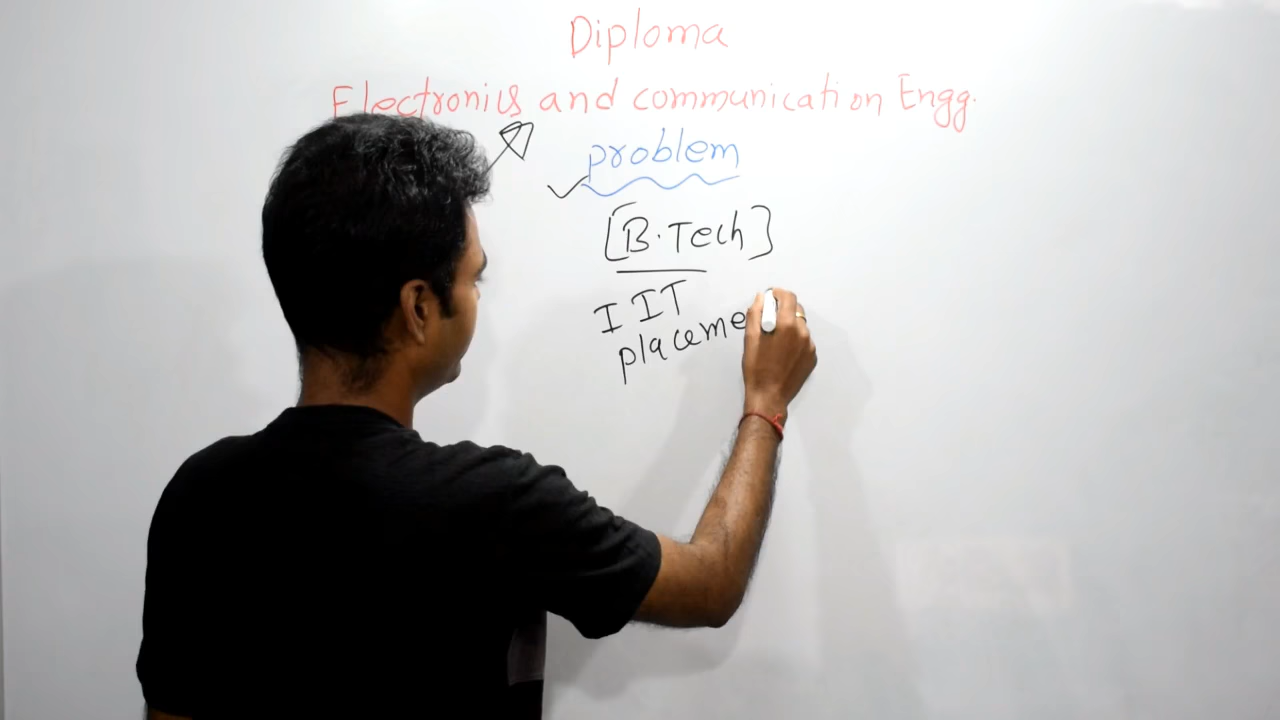 Diploma
Electronics and communication Engg.
problem
[B.Tech]
IIT
placeme